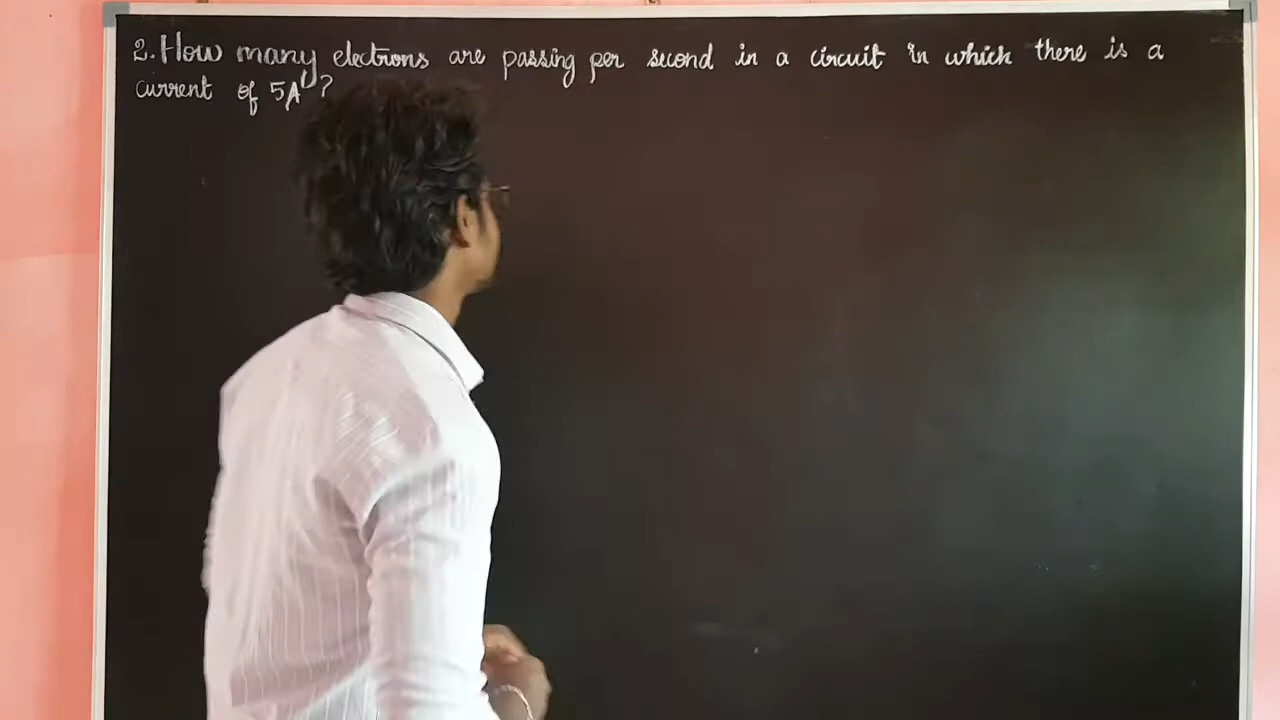 2. How many electrons are passing per second in a circuit in which there is a
current of 5A ?